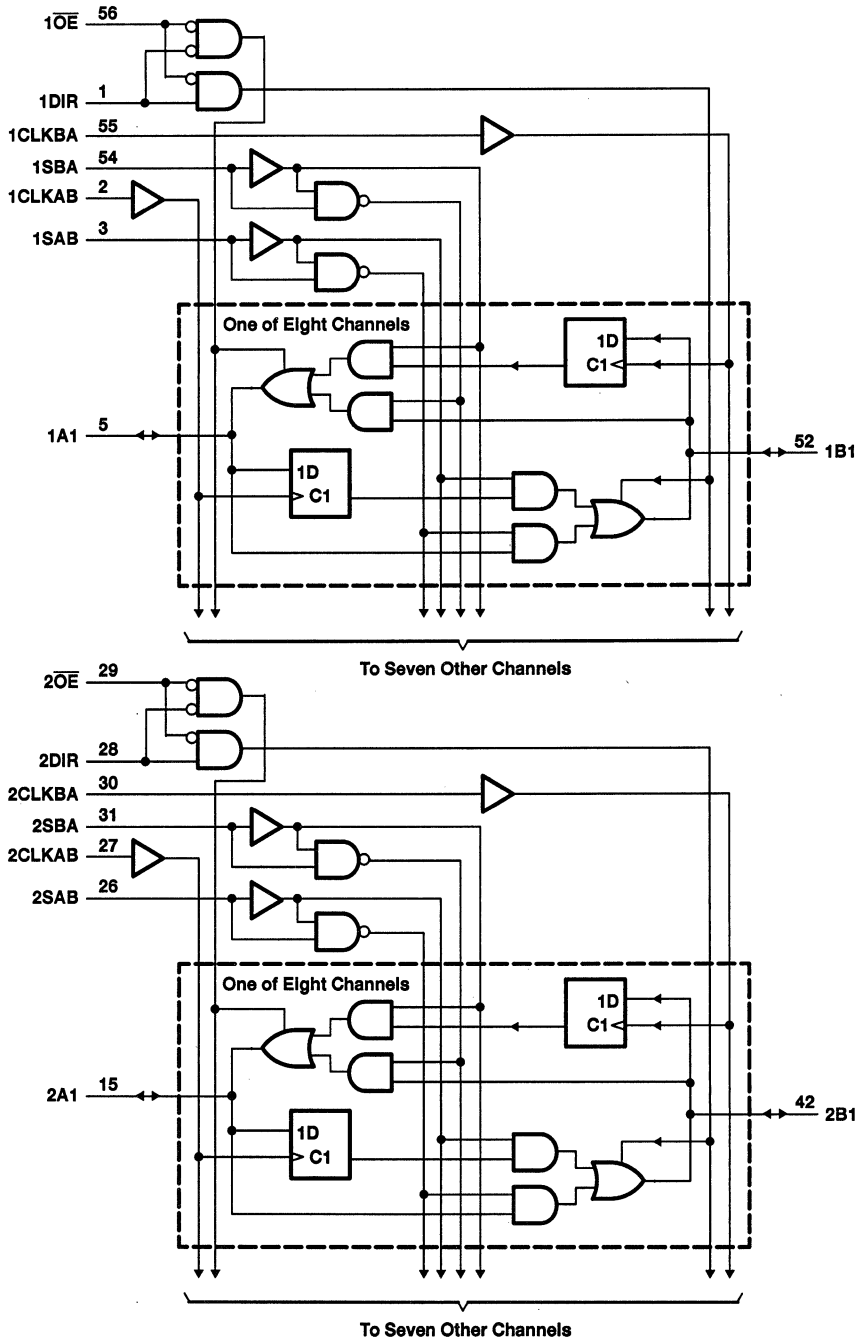 1O̅E̅ 56
1DIR 1
1CLKBA 55
1SBA 54
1CLKAB 2
1SAB 3
One of Eight Channels
1D
C1
1A1 5
52 1B1
1D
C1
To Seven Other Channels
2O̅E̅ 29
2DIR 28
2CLKBA 30
2SBA 31
2CLKAB 27
2SAB 26
One of Eight Channels
1D
C1
2A1 15
42 2B1
1D
C1
To Seven Other Channels